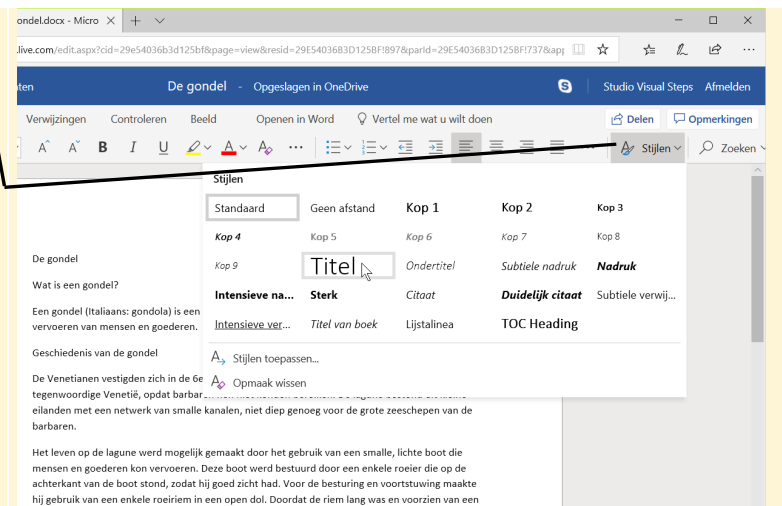 ondel.docx - Micro
.live.com/edit.aspx?cid=29e54036b3d125bf&page=view&resid=29E54036B3D125BF!897&parId=29E54036B3D125BF!737&app
ten De gondel - Opgeslagen in OneDrive S Studio Visual Steps Afmelden
Verwijzingen Controleren Beeld Openen in Word Vertel me wat u wilt doen Delen Opmerkingen
A A B I U A A Stijlen Zoeken
Stijlen
Standaard Geen afstand Kop 1 Kop 2 Kop 3
Kop 4 Kop 5 Kop 6 Kop 7 Kop 8
Kop 9 Titel Ondertitel Subtiele nadruk Nadruk
Intensieve na... Sterk Citaat Duidelijk citaat Subtiele verwij...
Intensieve ver... Titel van boek Lijstalinea TOC Heading
Stijlen toepassen...
Opmaak wissen
De gondel
Wat is een gondel?
Een gondel (Italiaans: gondola) is een
vervoeren van mensen en goederen.
Geschiedenis van de gondel
De Venetianen vestigden zich in de 6e
tegenwoordige Venetië, opdat barbaren
eilanden met een netwerk van smalle kanalen, niet diep genoeg voor de grote zeeschepen van de
barbaren.
Het leven op de lagune werd mogelijk gemaakt door het gebruik van een smalle, lichte boot die
mensen en goederen kon vervoeren. Deze boot werd bestuurd door een enkele roeier die op de
achterkant van de boot stond, zodat hij goed zicht had. Voor de besturing en voortstuwing maakte
hij gebruik van een enkele roeiriem in een open dol. Doordat de riem lang was en voorzien van een